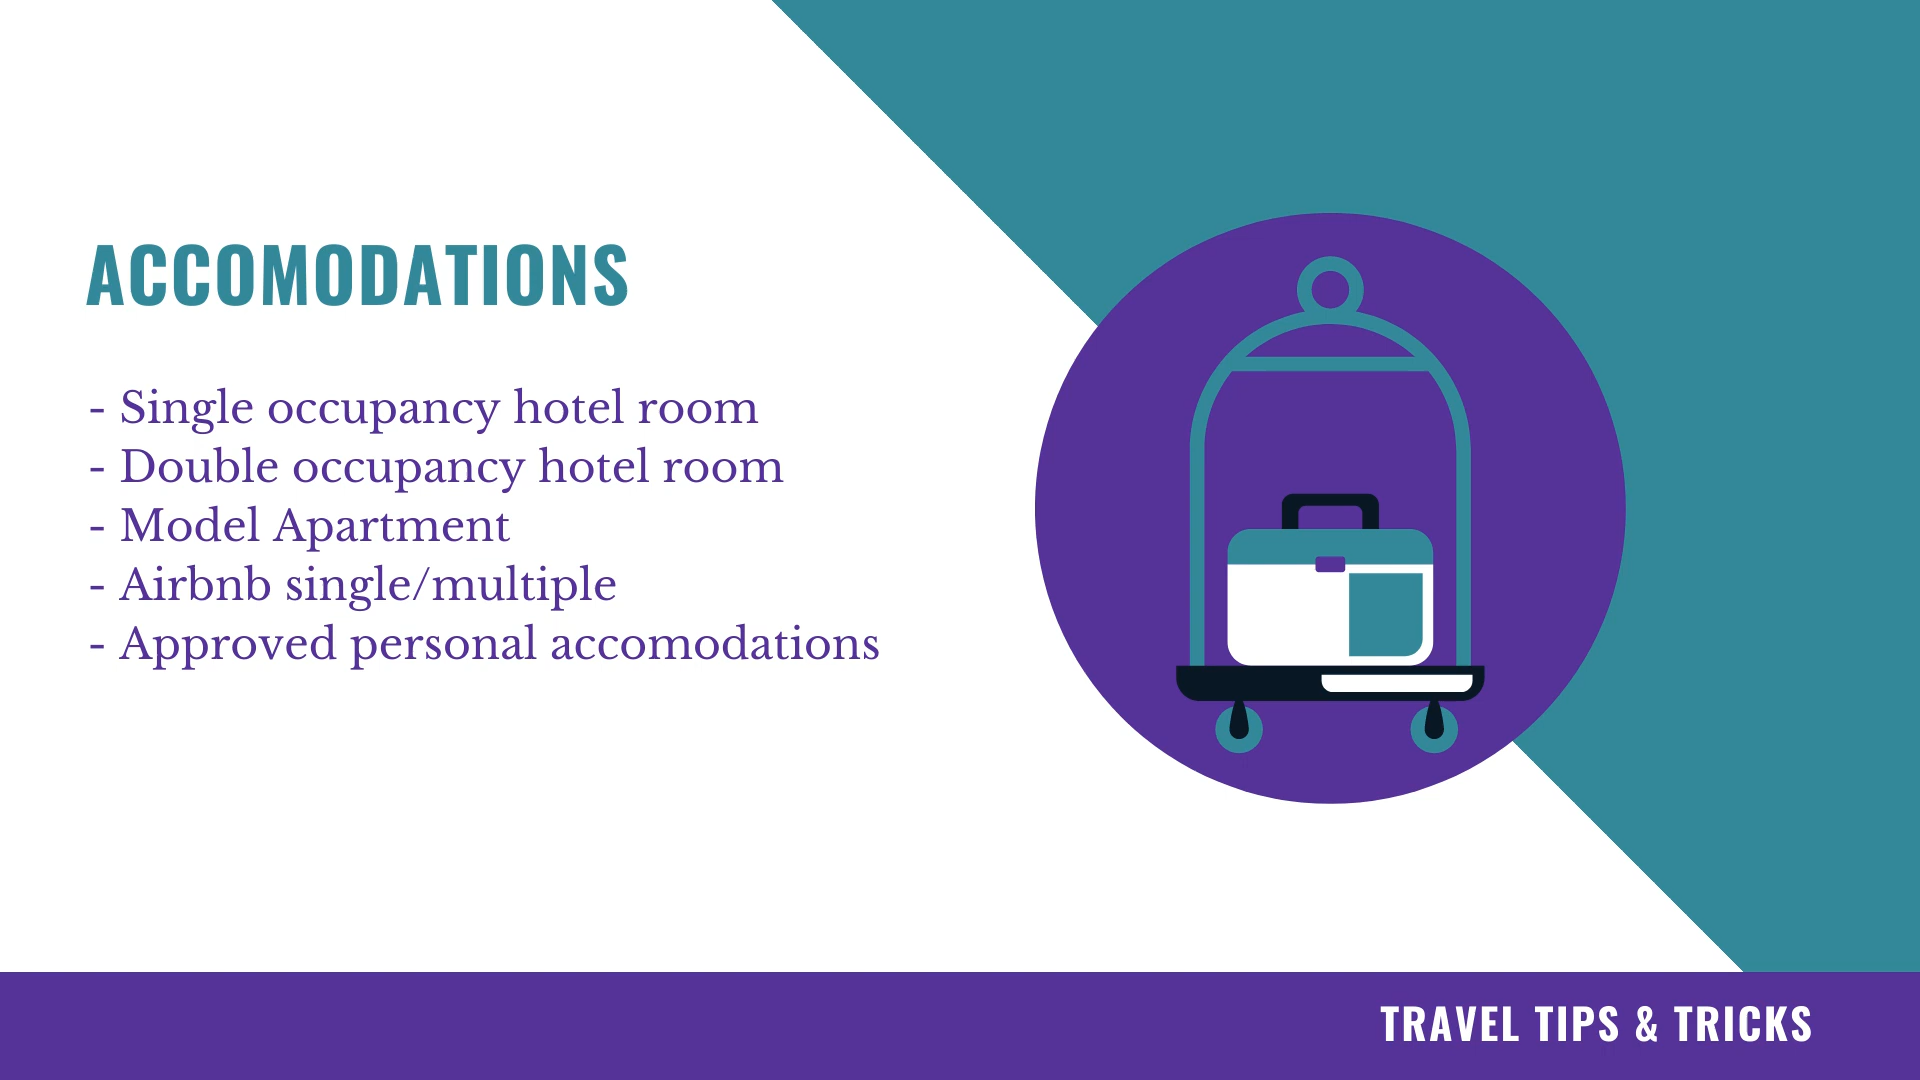 ACCOMODATIONS
- Single occupancy hotel room
- Double occupancy hotel room
- Model Apartment
- Airbnb single/multiple
- Approved personal accomodations
TRAVEL TIPS & TRICKS